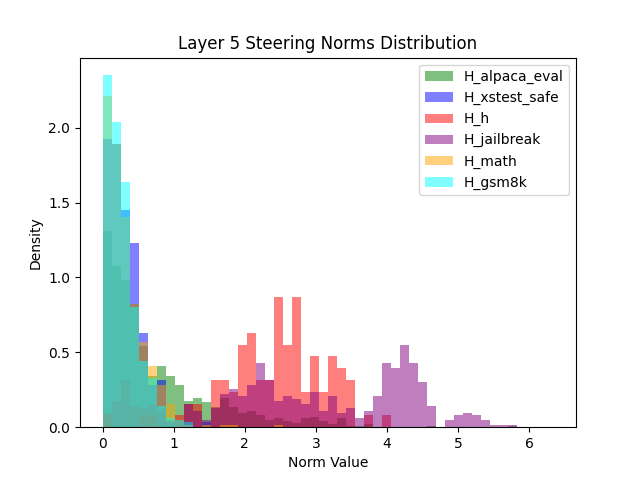 Layer 5 Steering Norms Distribution
H_alpaca_eval
H_xstest_safe
H_h
H_jailbreak
H_math
H_gsm8k
Density
2.0
1.5
1.0
0.5
0.0
0 1 2 3 4 5 6
Norm Value